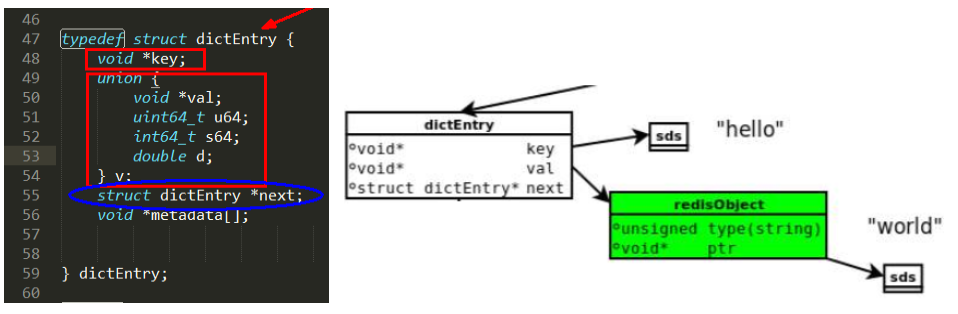 46
47 typedef struct dictEntry {
48 void *key;
49 union {
50 void *val;
51 uint64_t u64;
52 int64_t s64;
53 double d;
54 } v;
55 struct dictEntry *next;
56 void *metadata[];
57
58
59 } dictEntry;
60
dictEntry
void* key
void* val
struct dictEntry* next
sds
"hello"
redisObject
unsigned type(string)
void* ptr
"world"
sds